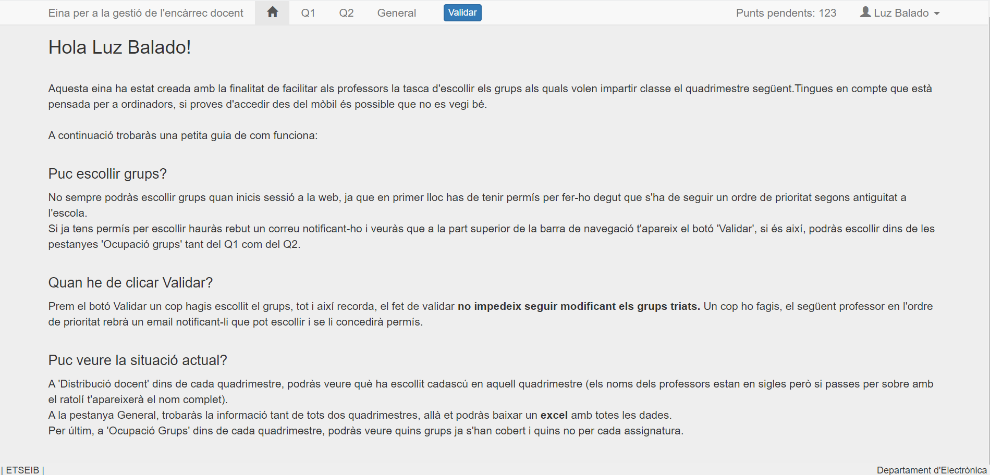 Eina per a la gestió de l'encàrrec docent Q1 Q2 General Validar Punts pendents: 123 Luz Balado
Hola Luz Balado!
Aquesta eina ha estat creada amb la finalitat de facilitar als professors la tasca d'escollir els grups als quals volen impartir classe el quadrimestre següent.Tingues en compte que està
pensada per a ordinadors, si proves d'accedir des del mòbil és possible que no es vegi bé.
A continuació trobaràs una petita guia de com funciona:
Puc escollir grups?
No sempre podràs escollir grups quan inicis sessió a la web, ja que en primer lloc has de tenir permís per fer-ho degut que s'ha de seguir un ordre de prioritat segons antiguitat a
l'escola.
Si ja tens permís per escollir hauràs rebut un correu notificant-ho i veuràs que a la part superior de la barra de navegació t'apareix el botó 'Validar', si és així, podràs escollir dins de les
pestanyes 'Ocupació grups' tant del Q1 com del Q2.
Quan he de clicar Validar?
Prem el botó Validar un cop hagis escollit el grups, tot i així recorda, el fet de validar no impedeix seguir modificant els grups triats. Un cop ho fagis, el següent professor en l'ordre
de prioritat rebrà un email notificant-li que pot escollir i se li concedirà permís.
Puc veure la situació actual?
A 'Distribució docent' dins de cada quadrimestre, podràs veure què ha escollit cadascú en aquell quadrimestre (els noms dels professors estan en sigles però si passes per sobre amb
el ratolí t'apareixerà el nom complet).
A la pestanya General, trobaràs la informació tant de tots dos quadrimestres, allà et podràs baixar un excel amb totes les dades.
Per últim, a 'Ocupació Grups' dins de cada quadrimestre, podràs veure quins grups ja s'han cobert i quins no per cada assignatura.
| ETSEIB | Departament d'Electrònica